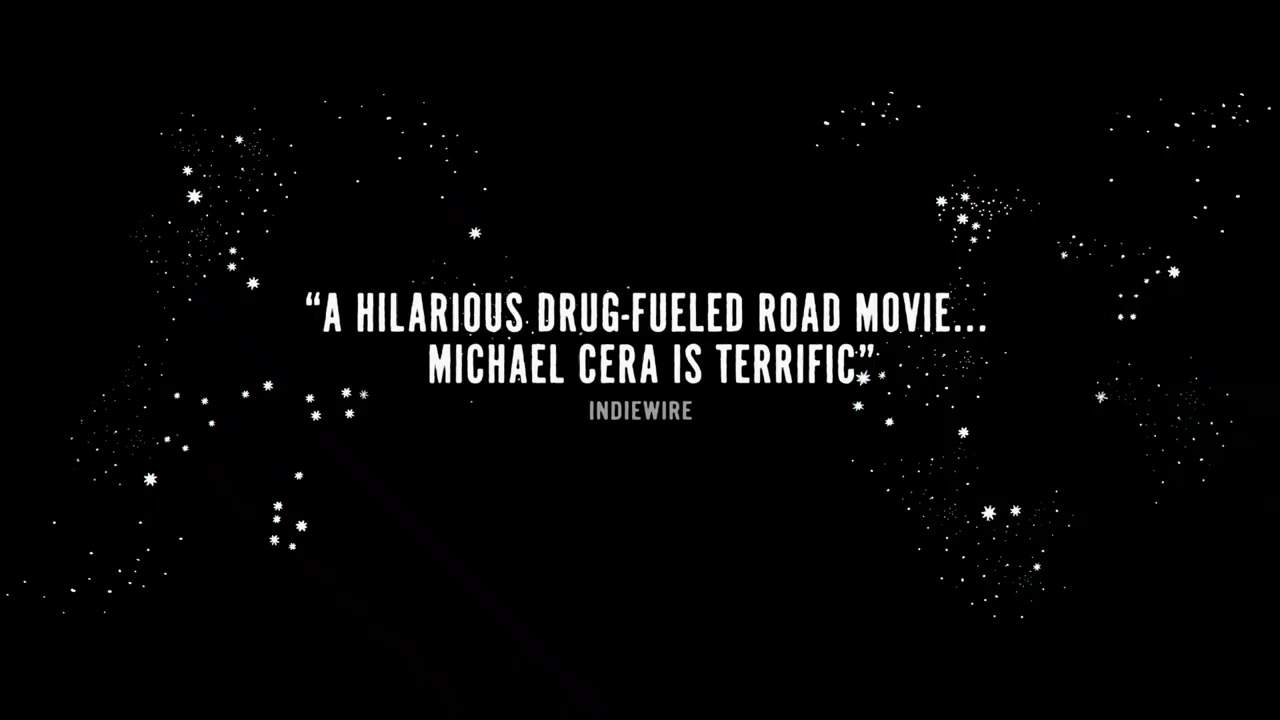 “A HILARIOUS DRUG-FUELED ROAD MOVIE...
MICHAEL CERA IS TERRIFIC”
INDIEWIRE